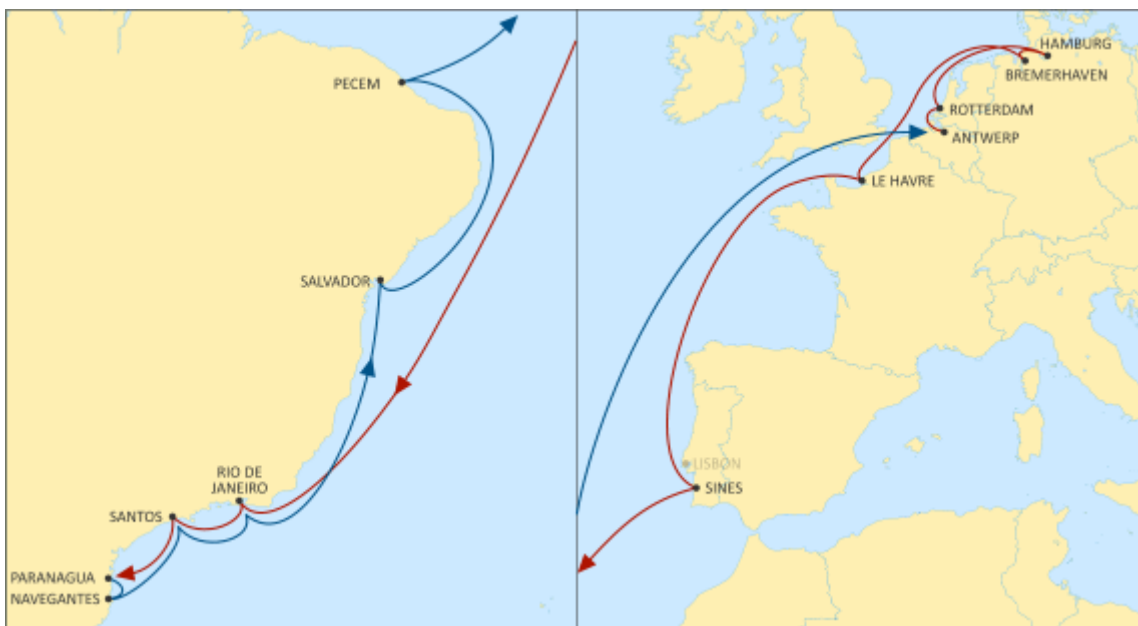 PECEM
SALVADOR
RIO DE
JANEIRO
SANTOS
PARANAGUA
NAVEGANTES
HAMBURG
BREMERHAVEN
ROTTERDAM
ANTWERP
LE HAVRE
LISBON
SINES